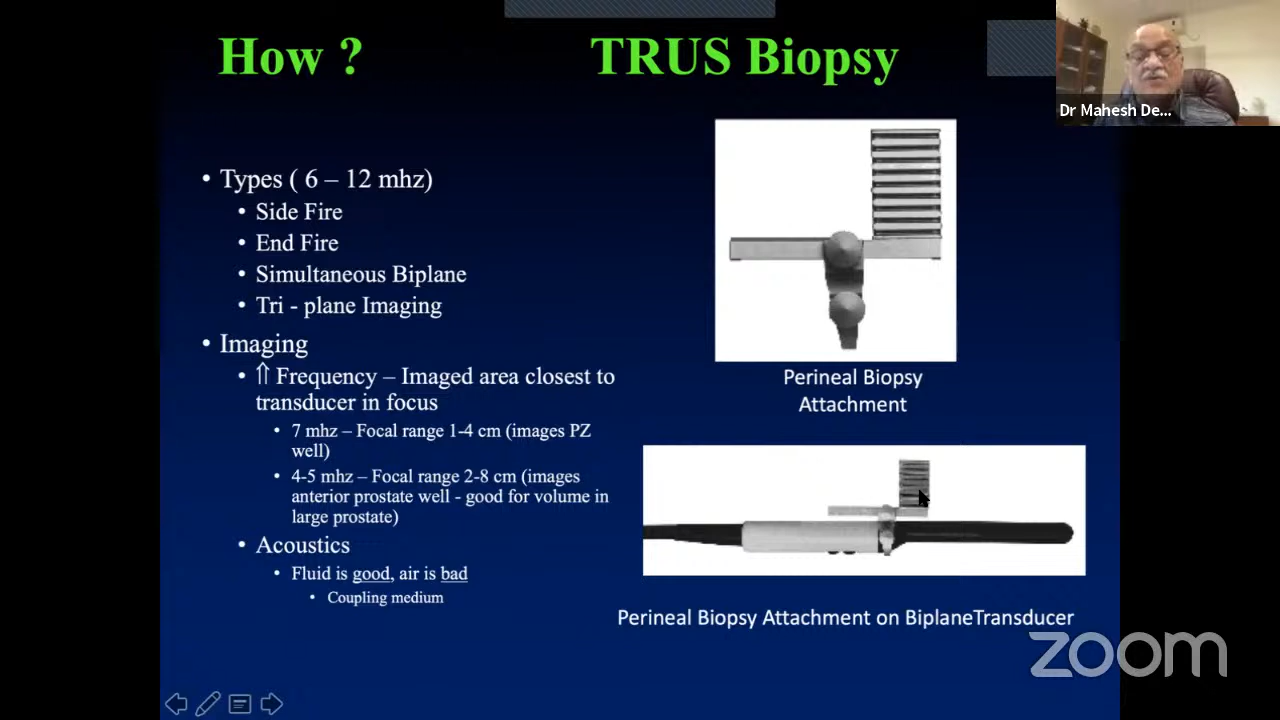 How ?
TRUS Biopsy
Dr Mahesh De...
• Types ( 6 – 12 mhz)
• Side Fire
• End Fire
• Simultaneous Biplane
• Tri - plane Imaging
• Imaging
• ⇑ Frequency – Imaged area closest to
transducer in focus
• 7 mhz – Focal range 1-4 cm (images PZ
well)
• 4-5 mhz – Focal range 2-8 cm (images
anterior prostate well - good for volume in
large prostate)
• Acoustics
• Fluid is good, air is bad
• Coupling medium
Perineal Biopsy
Attachment
Perineal Biopsy Attachment on BiplaneTransducer
zoom